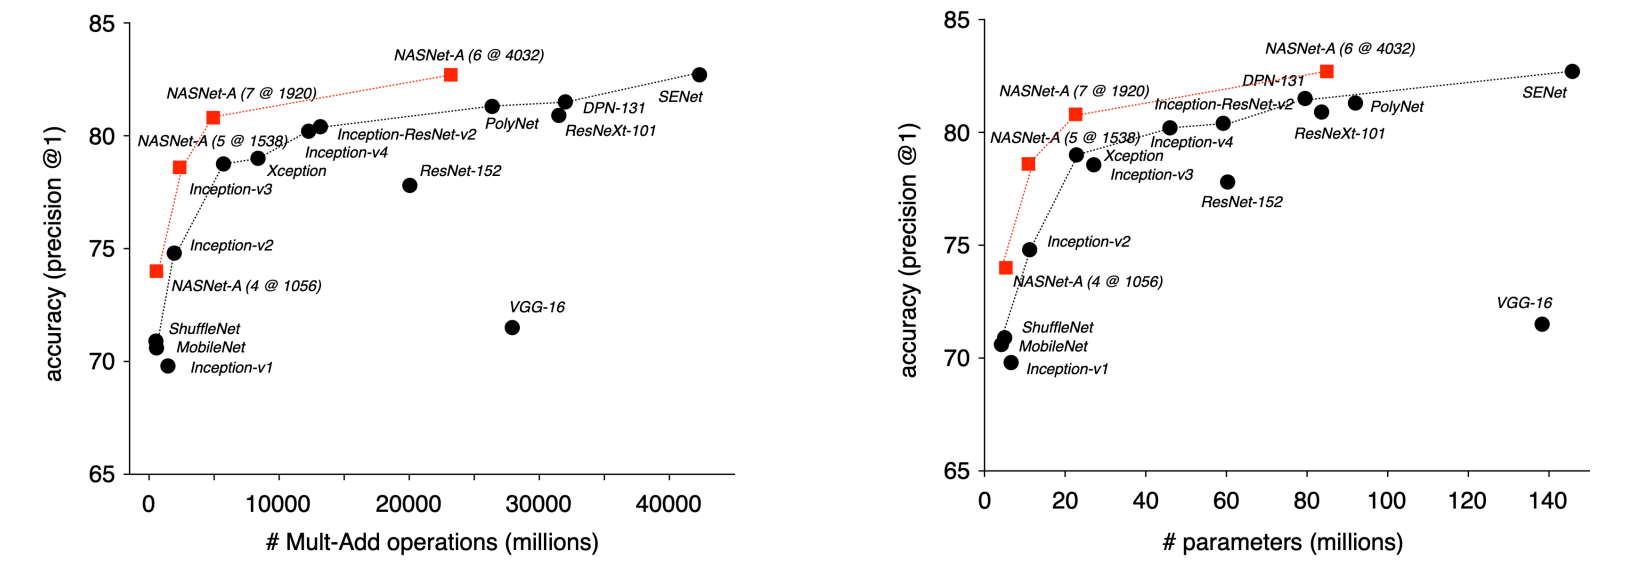 85
80
75
70
65
accuracy (precision @1)
NASNet-A (6 @ 4032)
NASNet-A (7 @ 1920)
NASNet-A (5 @ 1538)
SENet
DPN-131
PolyNet
ResNeXt-101
Inception-ResNet-v2
Inception-v4
Xception
ResNet-152
Inception-v3
Inception-v2
NASNet-A (4 @ 1056)
VGG-16
ShuffleNet
MobileNet
Inception-v1
0
10000
20000
30000
40000
# Mult-Add operations (millions)
85
80
75
70
65
accuracy (precision @1)
NASNet-A (6 @ 4032)
DPN-131
NASNet-A (7 @ 1920)
SENet
Inception-ResNet-v2
PolyNet
ResNeXt-101
NASNet-A (5 @ 1538)
Inception-v4
Xception
Inception-v3
ResNet-152
Inception-v2
NASNet-A (4 @ 1056)
VGG-16
ShuffleNet
MobileNet
Inception-v1
0
20
40
60
80
100
120
140
# parameters (millions)